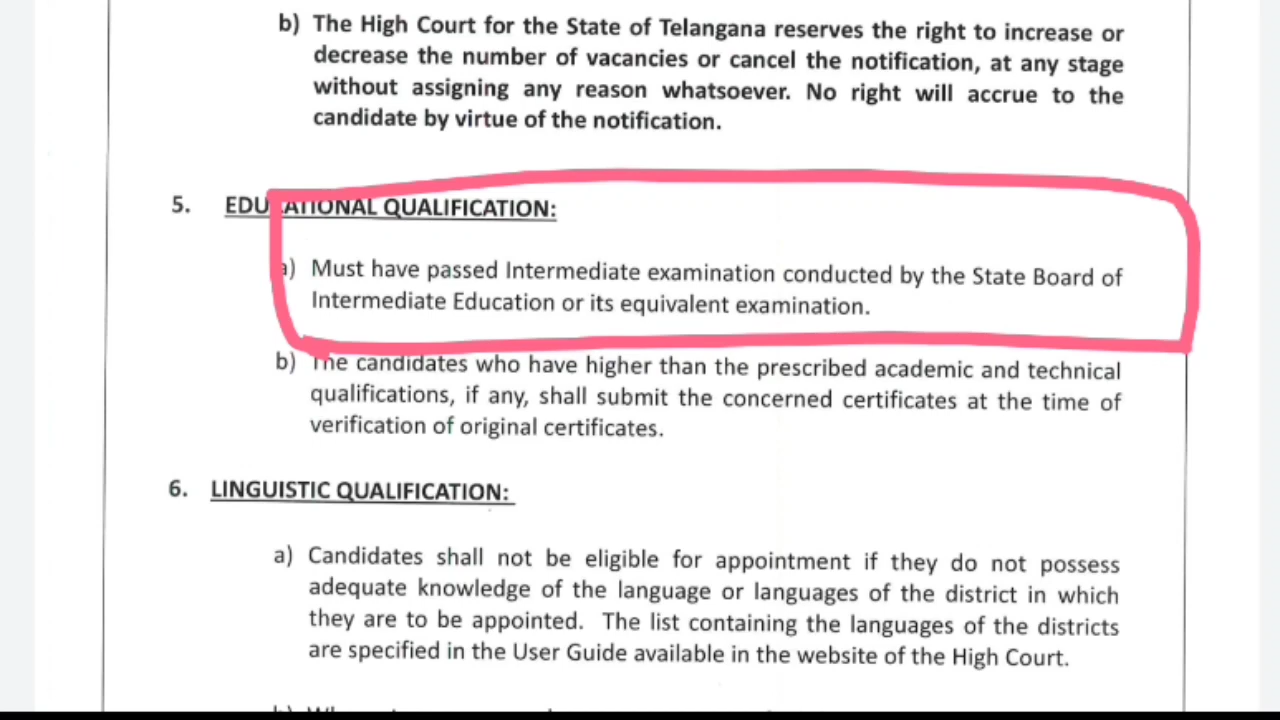 b) The High Court for the State of Telangana reserves the right to increase or
decrease the number of vacancies or cancel the notification, at any stage
without assigning any reason whatsoever. No right will accrue to the
candidate by virtue of the notification.
5. EDUCATIONAL QUALIFICATION:
a) Must have passed Intermediate examination conducted by the State Board of
Intermediate Education or its equivalent examination.
b) The candidates who have higher than the prescribed academic and technical
qualifications, if any, shall submit the concerned certificates at the time of
verification of original certificates.
6. LINGUISTIC QUALIFICATION:
a) Candidates shall not be eligible for appointment if they do not possess
adequate knowledge of the language or languages of the district in which
they are to be appointed. The list containing the languages of the districts
are specified in the User Guide available in the website of the High Court.